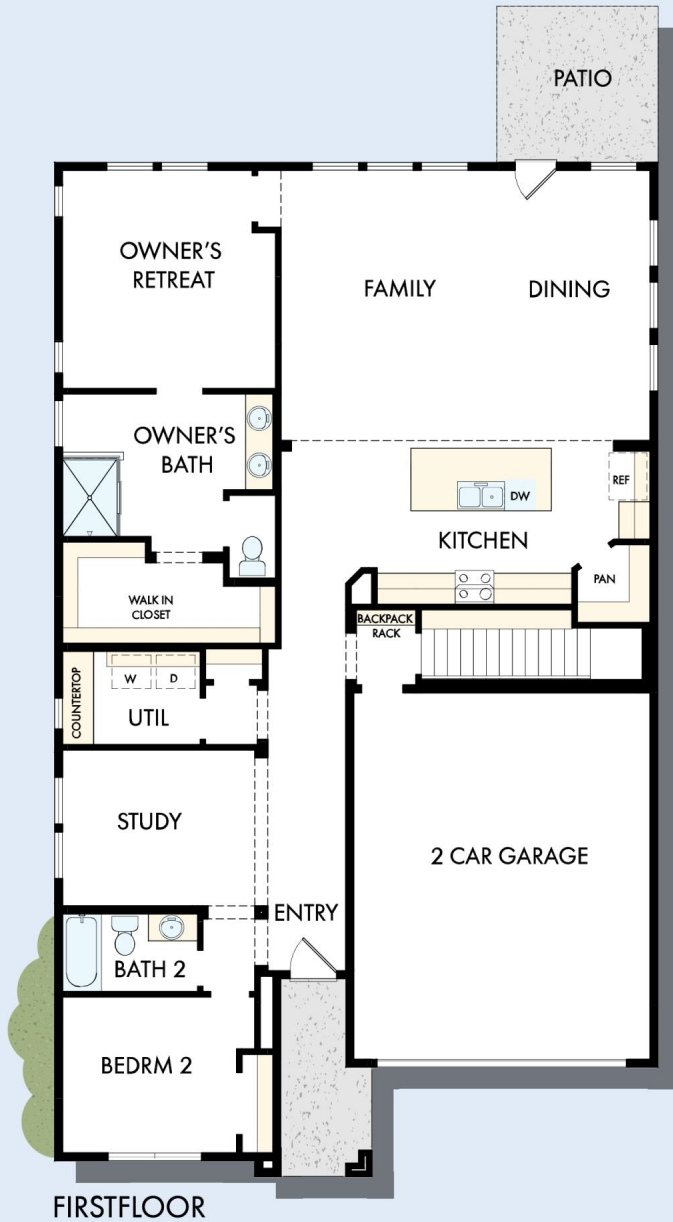 PATIO
OWNER'S
RETREAT
FAMILY
DINING
OWNER'S
BATH
REF
DW
KITCHEN
PAN
WALK IN
CLOSET
BACKPACK
RACK
COUNTERTOP
W
D
UTIL
STUDY
2 CAR GARAGE
ENTRY
BATH 2
BEDRM 2
FIRSTFLOOR